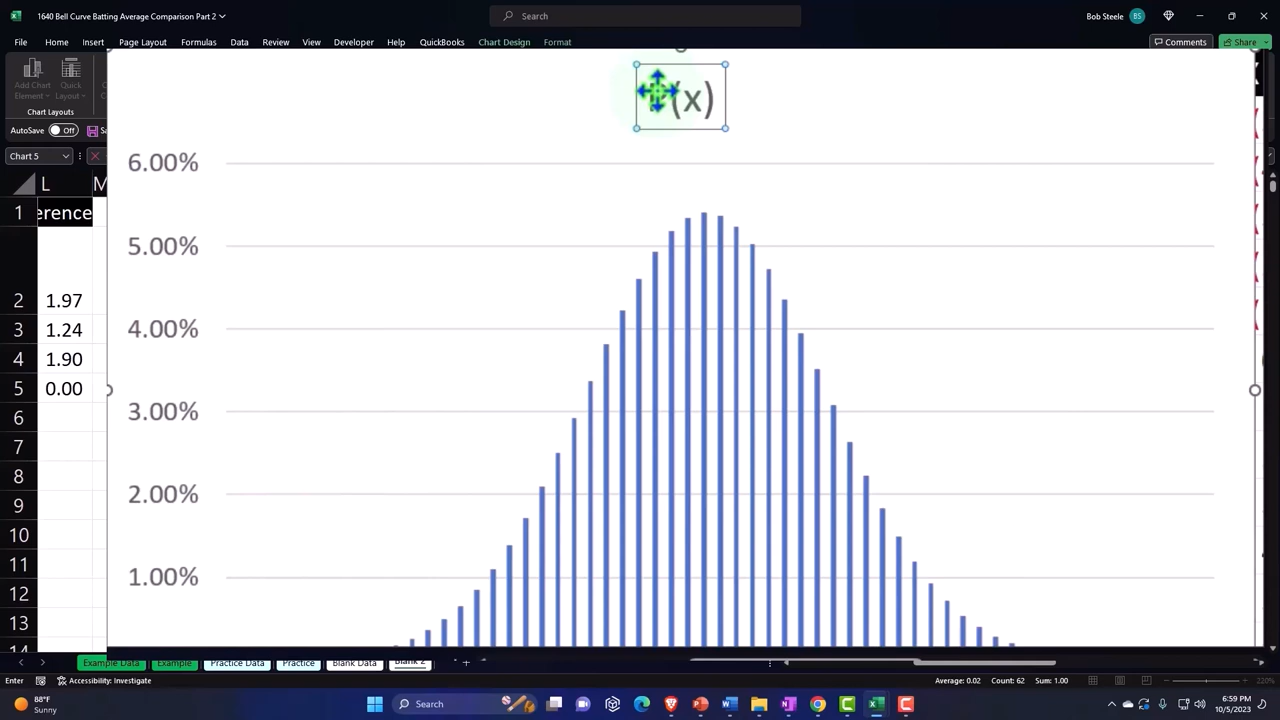 1640 Bell Curve Batting Average Comparison Part 2
Search
Bob Steele
BS
File Home Insert Page Layout Formulas Data Review View Developer Help QuickBooks Chart Design Format
Comments
Share
Add Chart Element
Quick Layout
Chart Layouts
AutoSave Off
Chart 5
L M
(x)
6.00%
5.00%
4.00%
3.00%
2.00%
1.00%
1 erence
2 1.97
3 1.24
4 1.90
5 0.00
6
7
8
9
10
11
12
13
14
Example Data Example Practice Data Practice Blank Data Blank 2
Enter
Accessibility: Investigate
Average: 0.02 Count: 62 Sum: 1.00
220%
88°F
Sunny
Search
6:59 PM
10/5/2023